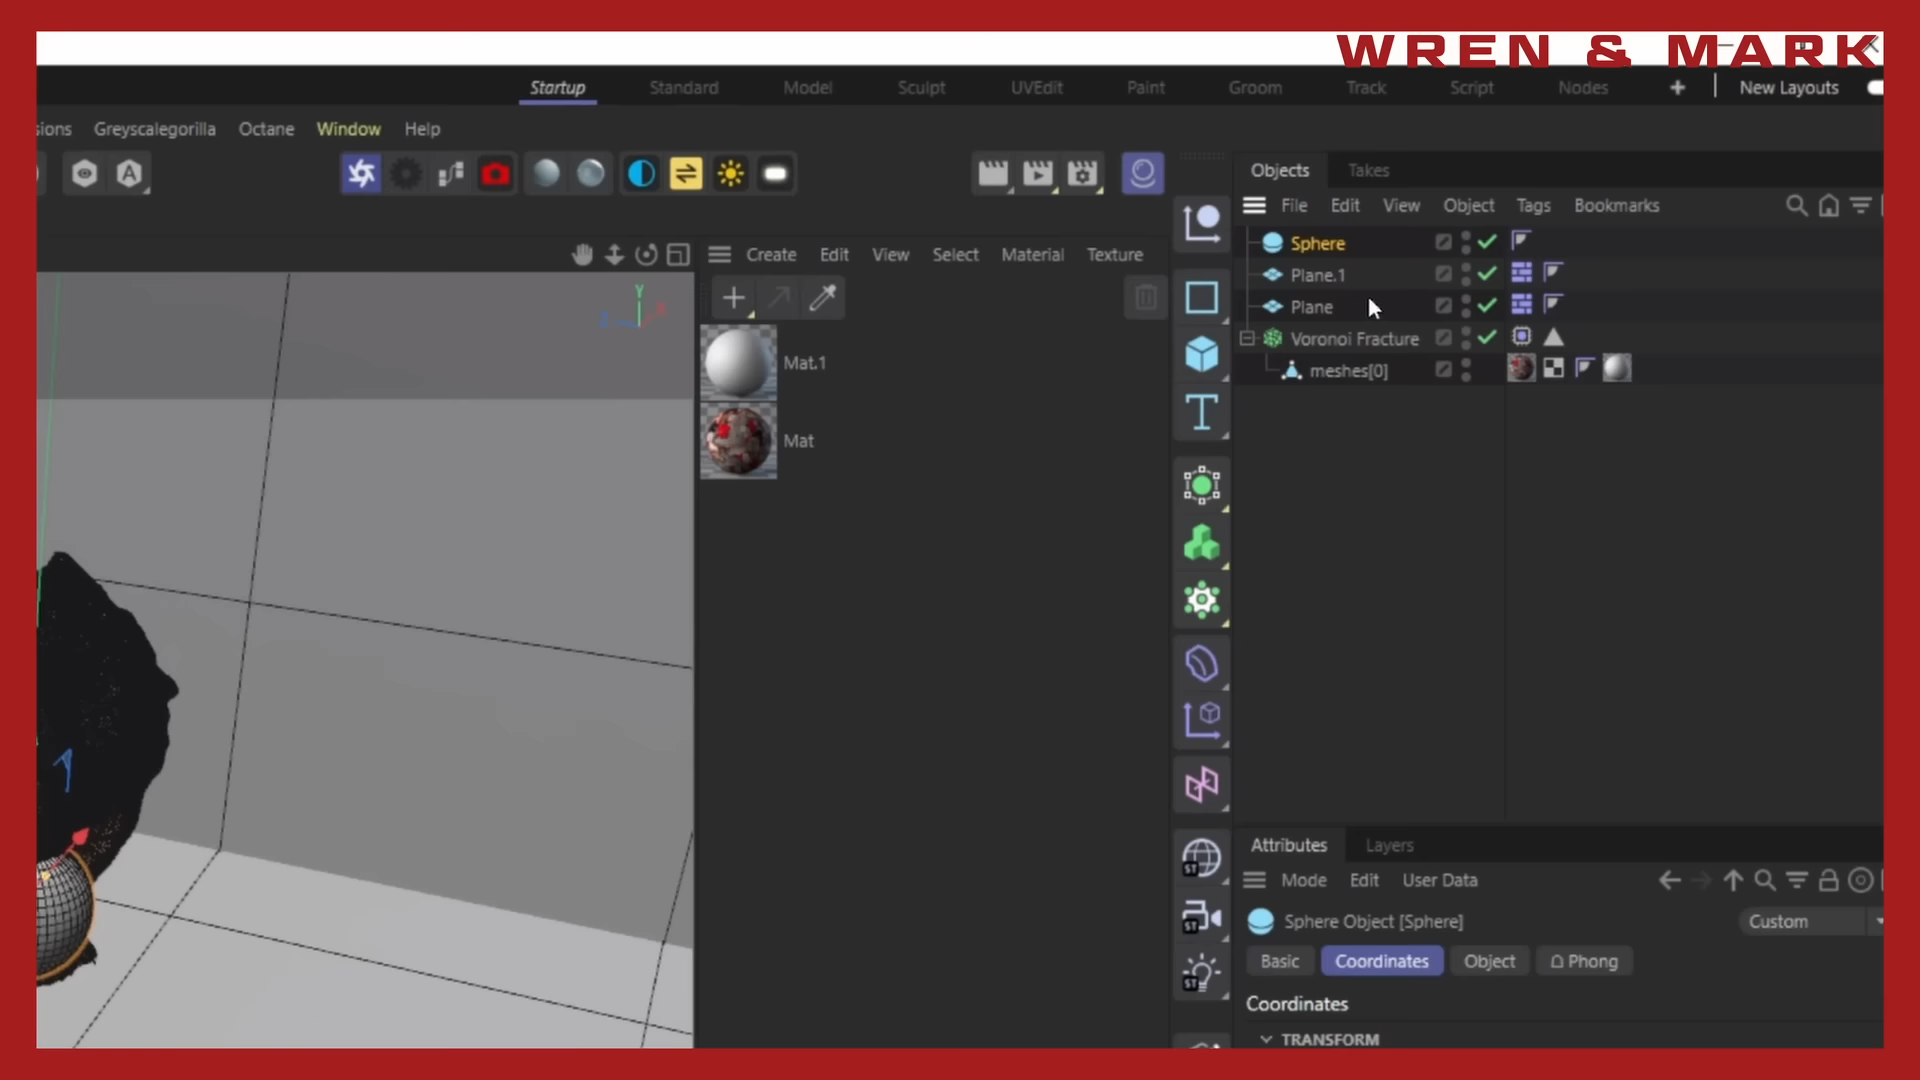 WREN & MARK
Startup Standard Model Sculpt UVEdit Paint Groom Track Script Nodes + New Layouts
sions Greyscalegorilla Octane Window Help
A
Objects Takes
File Edit View Object Tags Bookmarks
Create Edit View Select Material Texture
Y
Sphere
Plane.1
Plane
Voronoi Fracture
meshes[0]
Mat.1
Mat
ST
ST
ST
Attributes Layers
Mode Edit User Data
Sphere Object [Sphere] Custom
Basic Coordinates Object Phong
Coordinates
TRANSFORM